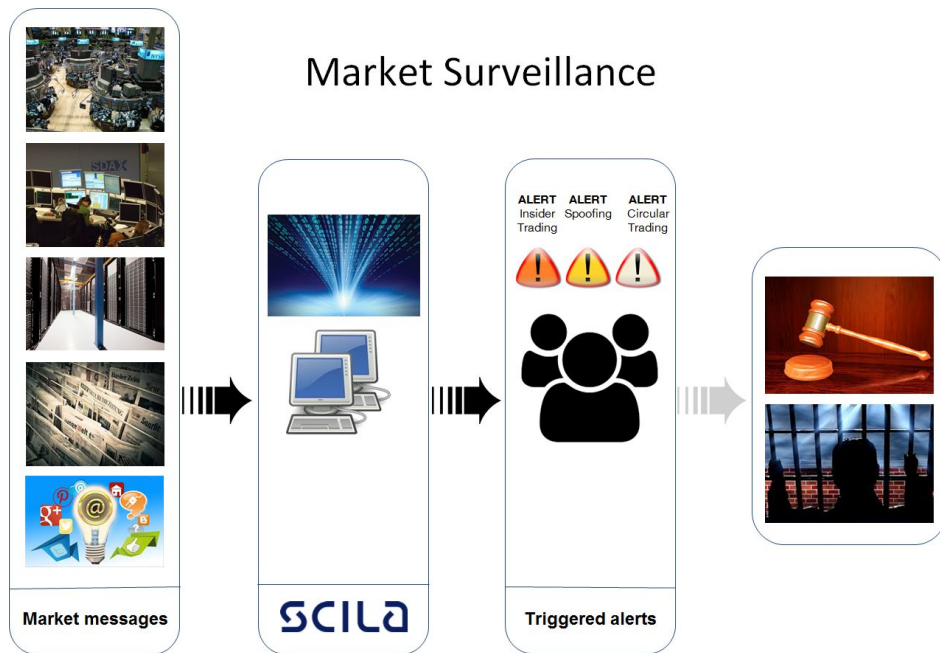 Market Surveillance
SDAX
g+
@
?
Market messages
SCILA
ALERT
Insider
Trading
ALERT
Spoofing
ALERT
Circular
Trading
Triggered alerts